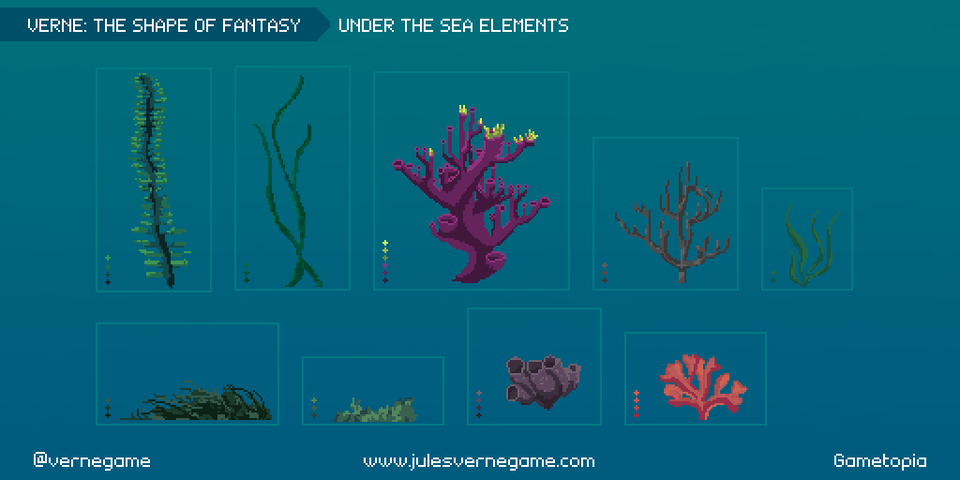 VERNE: THE SHAPE OF FANTASY
UNDER THE SEA ELEMENTS
@vernegame
www.julesvernegame.com
Gametopia